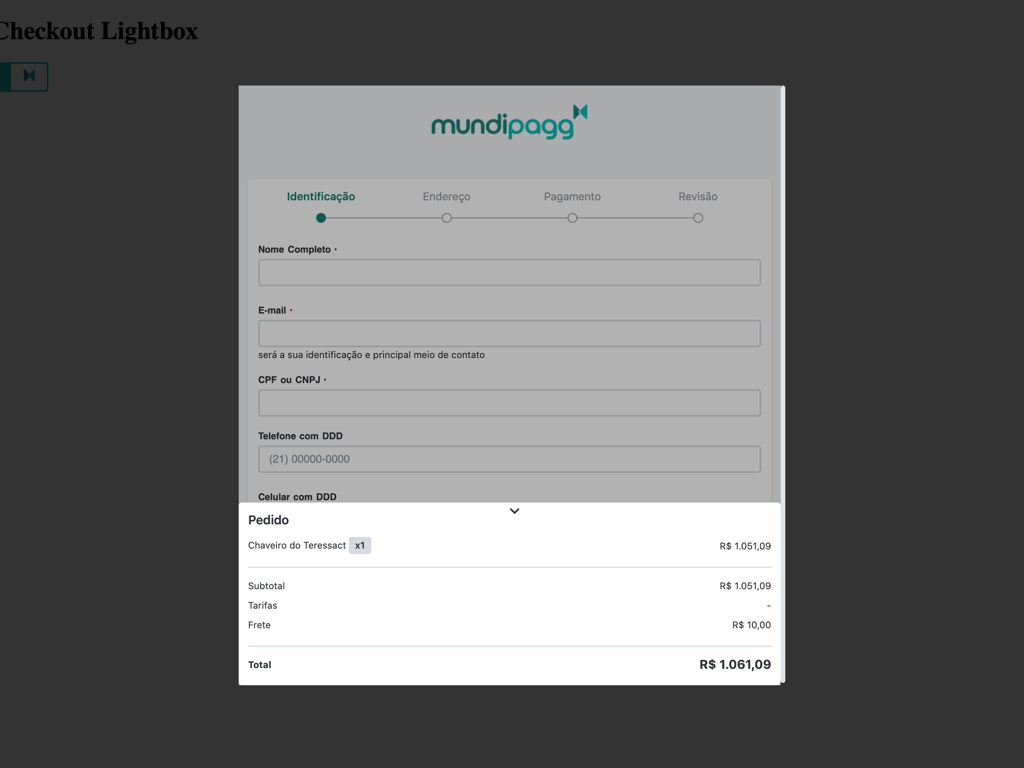 Checkout Lightbox
mundipagg
Identificação Endereço Pagamento Revisão
Nome Completo •
E-mail •
será a sua identificação e principal meio de contato
CPF ou CNPJ •
Telefone com DDD
(21) 00000-0000
Celular com DDD
Pedido
Chaveiro do Teressact x1 R$ 1.051,09
Subtotal R$ 1.051,09
Tarifas -
Frete R$ 10,00
Total R$ 1.061,09